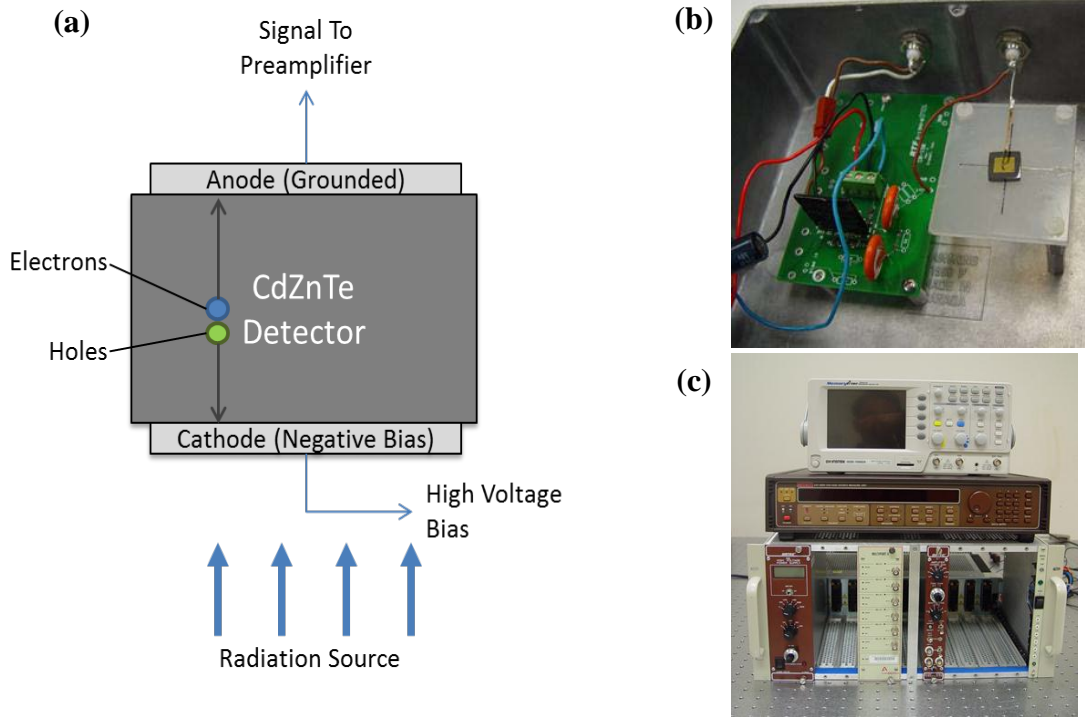 (a)
Signal To
Preamplifier
Anode (Grounded)
Electrons
CdZnTe
Detector
Holes
Cathode (Negative Bias)
High Voltage
Bias
Radiation Source
(b)
(c)